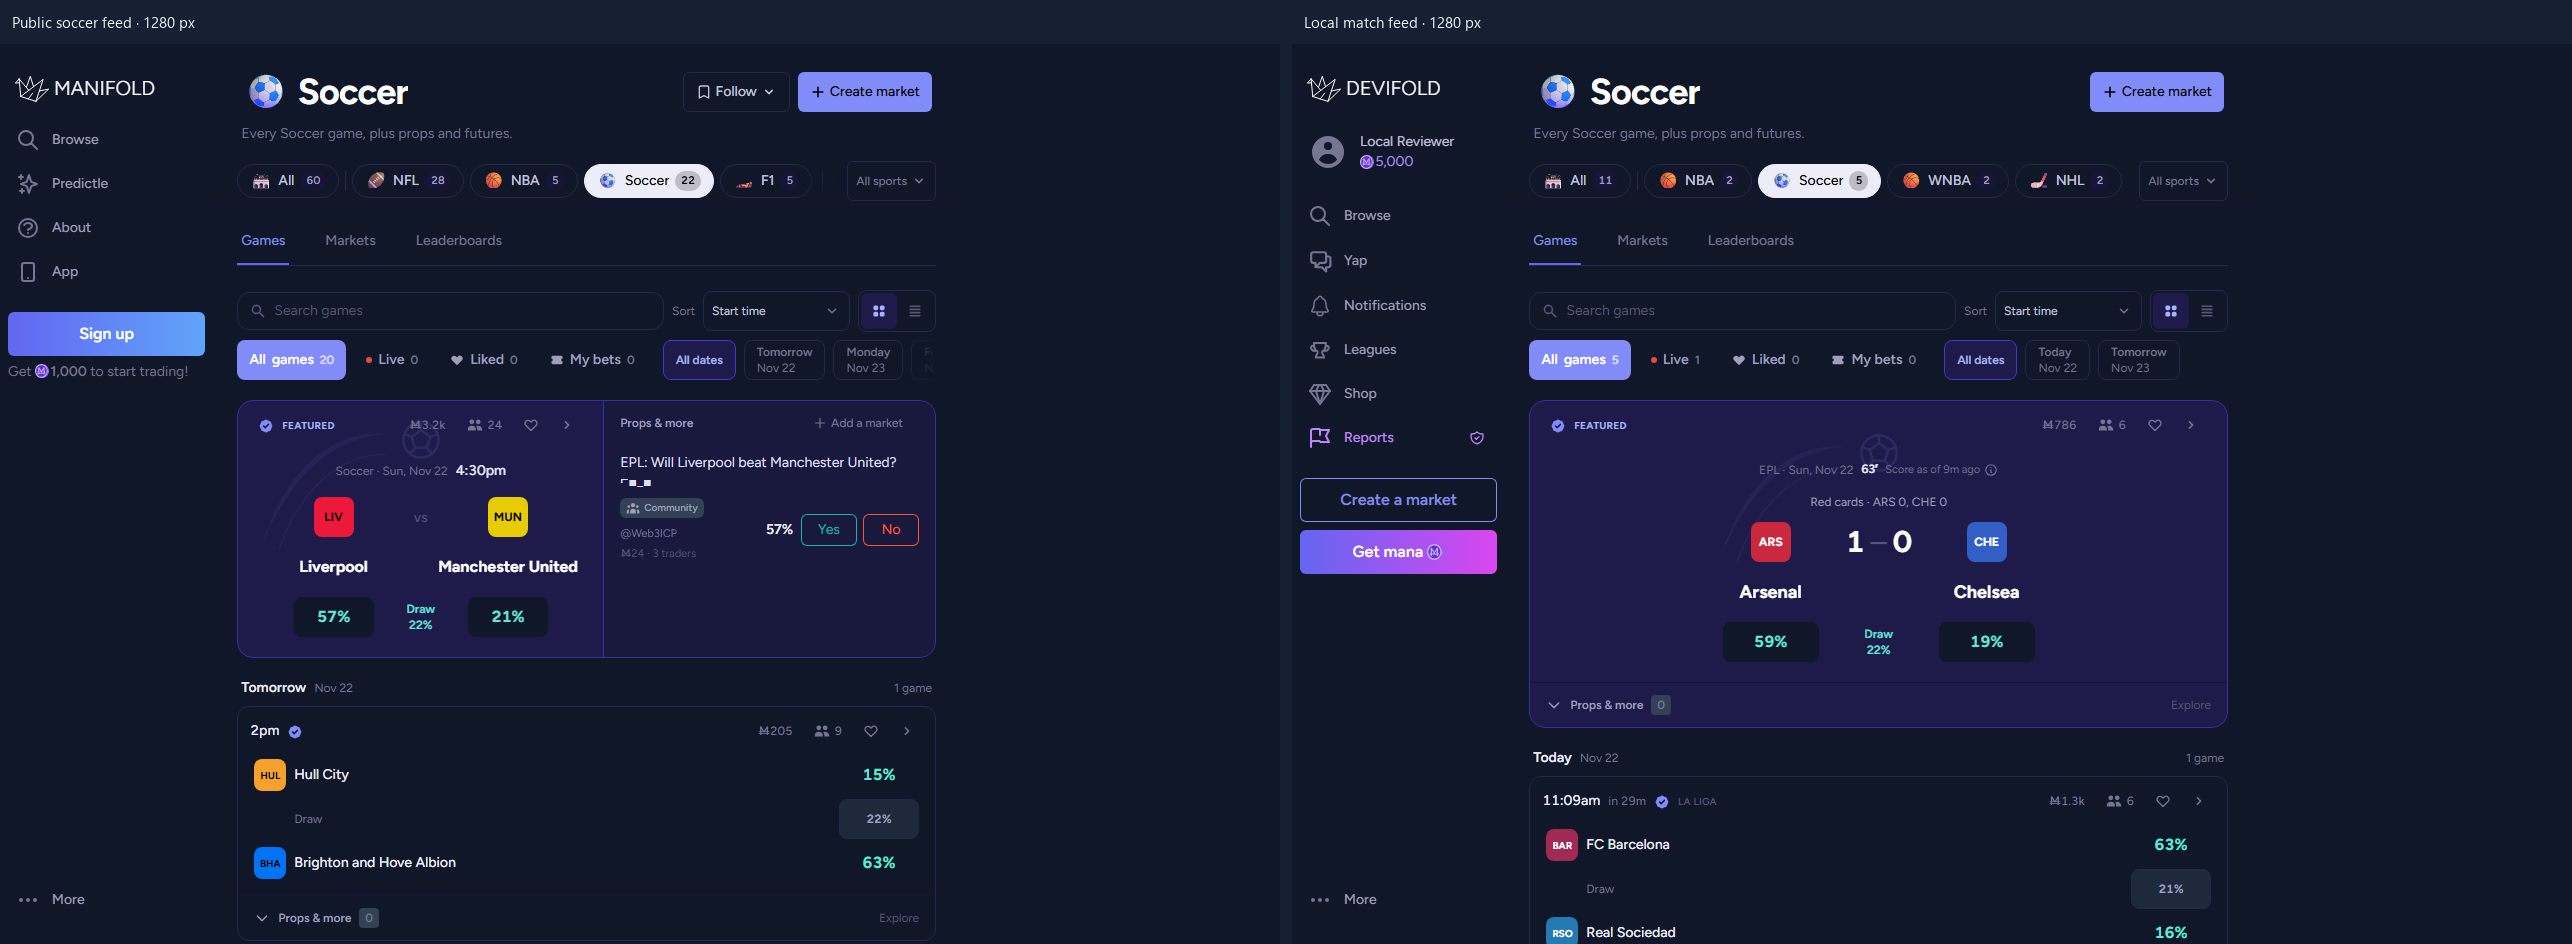 Public soccer feed · 1280 px
MANIFOLD
Browse
Predictle
About
App
Sign up
Get M1,000 to start trading!
More
Soccer
Follow
+ Create market
Every Soccer game, plus props and futures.
All 60
NFL 28
NBA 5
Soccer 22
F1 5
All sports
Games
Markets
Leaderboards
Search games
Sort
Start time
All games 20
Live 0
Liked 0
My bets 0
All dates
Tomorrow
Nov 22
Monday
Nov 23
FEATURED
Ṁ3.2k
24
Soccer · Sun, Nov 22 4:30pm
LIV
vs
MUN
Liverpool
Manchester United
57%
Draw
22%
21%
Props & more
+ Add a market
EPL: Will Liverpool beat Manchester United?
Community
@Web3ICP
Ṁ24 · 3 traders
57%
Yes
No
Tomorrow Nov 22
1 game
2pm
Ṁ205
9
HUL Hull City 15%
Draw 22%
BHA Brighton and Hove Albion 63%
Props & more 0
Explore
Local match feed · 1280 px
DEVIFOLD
Local Reviewer
M5,000
Browse
Yap
Notifications
Leagues
Shop
Reports
Create a market
Get mana M
More
Soccer
+ Create market
Every Soccer game, plus props and futures.
All 11
NBA 2
Soccer 5
WNBA 2
NHL 2
All sports
Games
Markets
Leaderboards
Search games
Sort
Start time
All games 5
Live 1
Liked 0
My bets 0
All dates
Today
Nov 22
Tomorrow
Nov 23
FEATURED
Ṁ786
6
EPL · Sun, Nov 22 63' Score as of 9m ago
Red cards · ARS 0, CHE 0
ARS
1 — 0
CHE
Arsenal
Chelsea
59%
Draw
22%
19%
Props & more 0
Explore
Today Nov 22
1 game
11:09am in 29m LA LIGA
Ṁ1.3k
6
BAR FC Barcelona 63%
Draw 21%
RSO Real Sociedad 16%